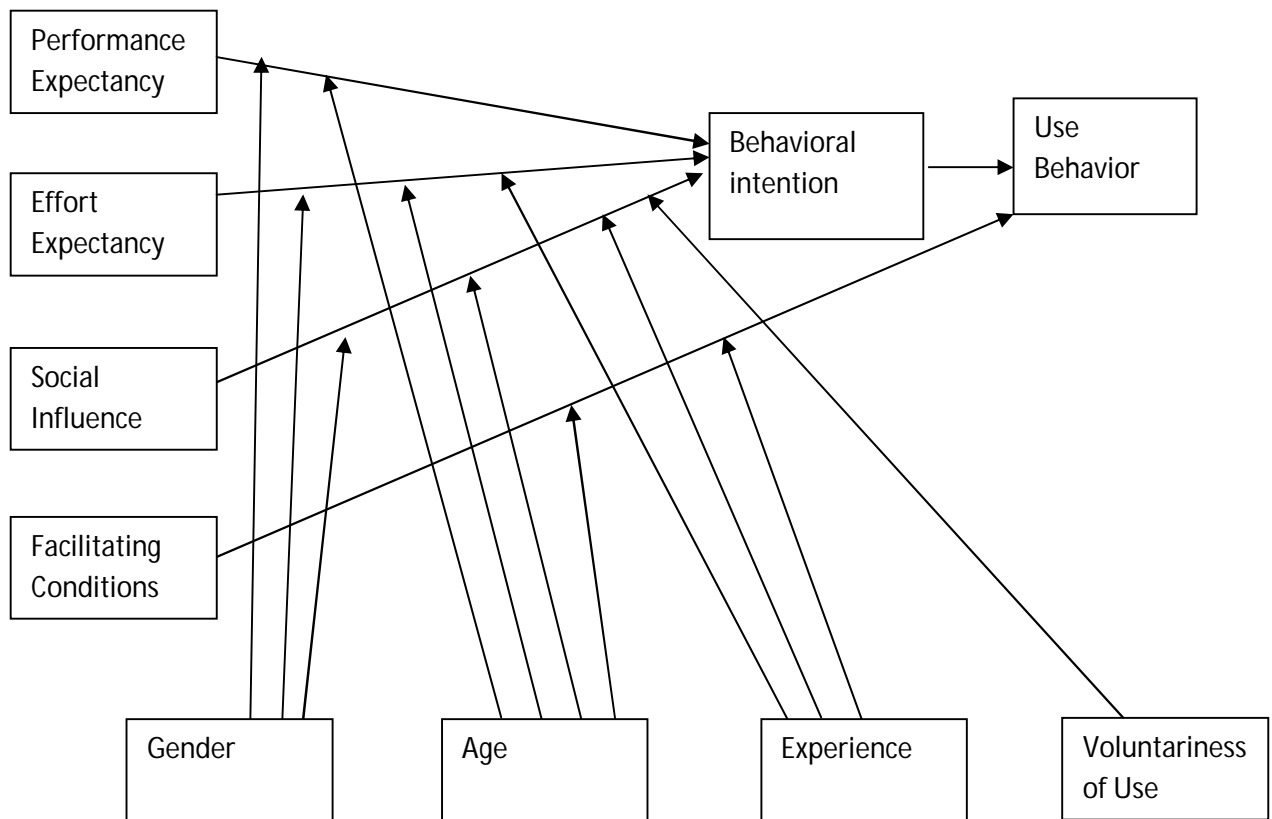 Performance
Expectancy
Behavioral
intention
Use
Behavior
Effort
Expectancy
Social
Influence
Facilitating
Conditions
Gender
Age
Experience
Voluntariness
of Use